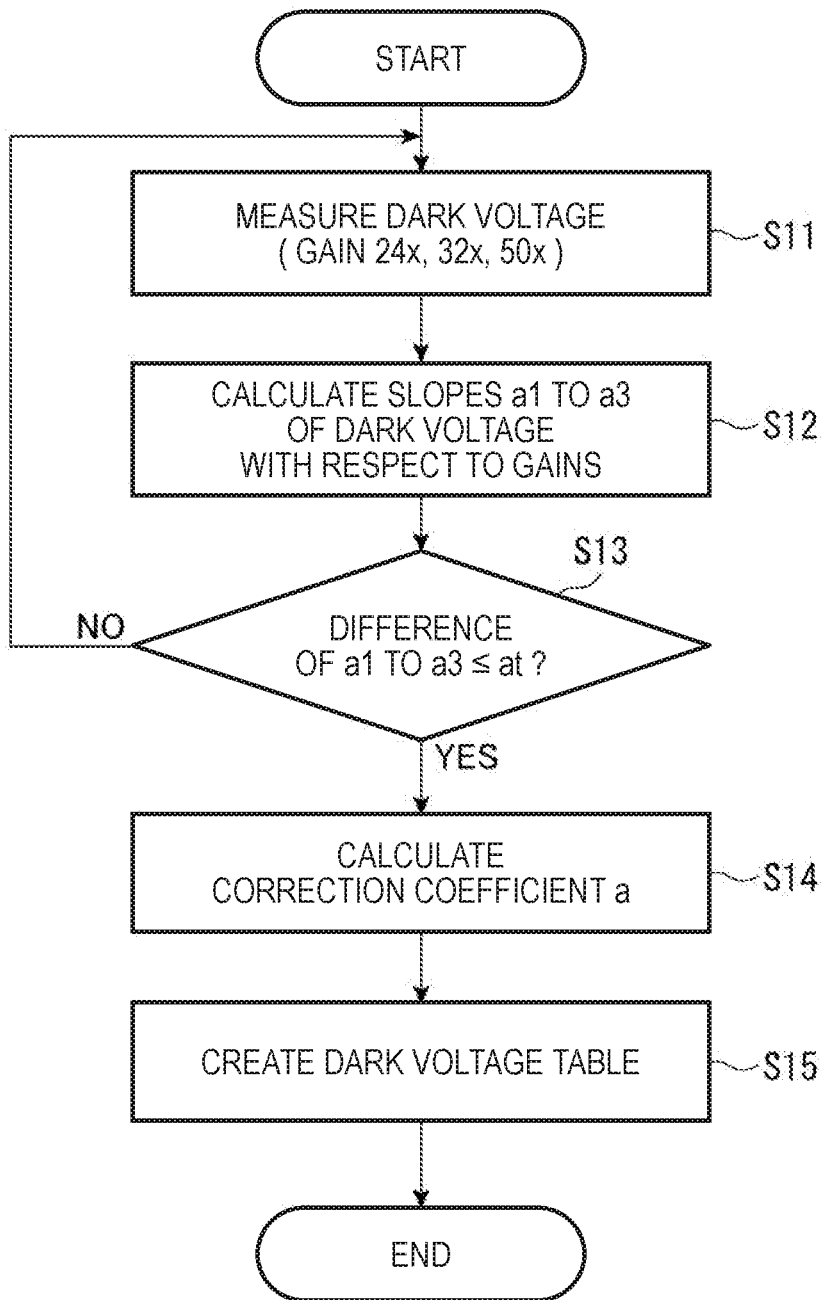 START
MEASURE DARK VOLTAGE
( GAIN 24x, 32x, 50x )
S11
CALCULATE SLOPES a1 TO a3
OF DARK VOLTAGE
WITH RESPECT TO GAINS
S12
S13
DIFFERENCE
OF a1 TO a3 ≤ at ?
NO
YES
CALCULATE
CORRECTION COEFFICIENT a
S14
CREATE DARK VOLTAGE TABLE
S15
END